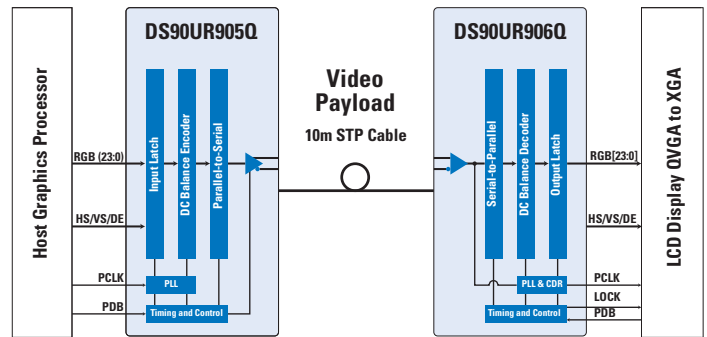 Host Graphics Processor
RGB (23:0)
HS/VS/DE
PCLK
PDB
DS90UR905Q
Input Latch
DC Balance Encoder
Parallel-to-Serial
PLL
Timing and Control
Video
Payload
10m STP Cable
DS90UR906Q
Serial-to-Parallel
DC Balance Decoder
Output Latch
PLL & CDR
Timing and Control
RGB[23:0]
HS/VS/DE
PCLK
LOCK
PDB
LCD Display QVGA to XGA